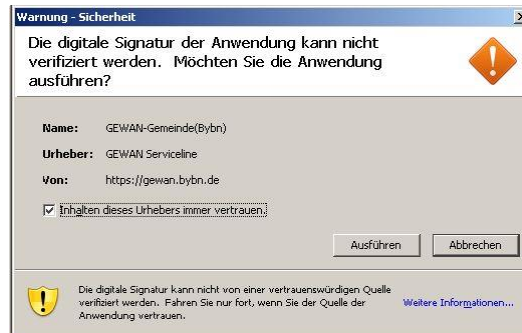 Warnung - Sicherheit
Die digitale Signatur der Anwendung kann nicht
verifiziert werden. Möchten Sie die Anwendung
ausführen?
Name: GEWAN-Gemeinde(Bybn)
Urheber: GEWAN Serviceline
Von: https://gewan.bybn.de
Inhalten dieses Urhebers immer vertrauen.
Ausführen Abbrechen
Die digitale Signatur kann nicht von einer vertrauenswürdigen Quelle
verifiziert werden. Fahren Sie nur fort, wenn Sie der Quelle der
Anwendung vertrauen.
Weitere Informationen...